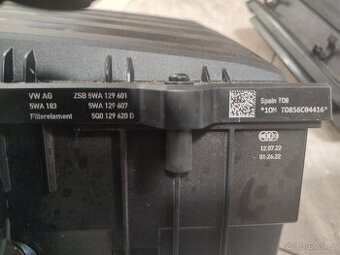 VW AG ZSB 5WA 129 601
5WA 183 5WA 129 607
Filterelement 5Q0 129 620 D
Spain T08
*10M T0856C04416*
12.07.22
01.26.22